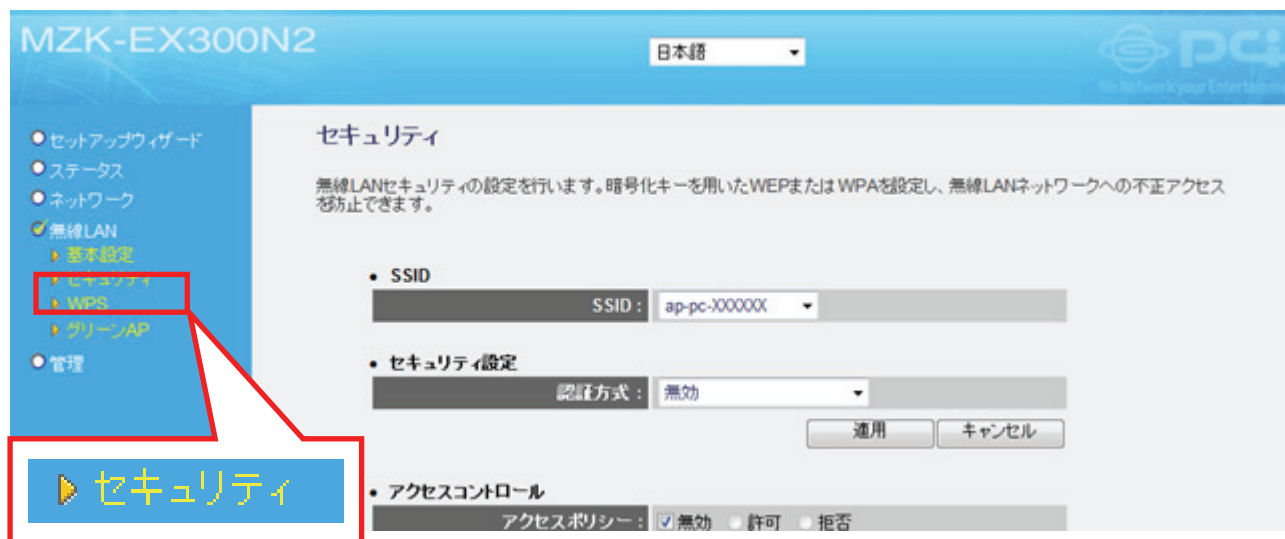 MZK-EX300N2
日本語
PCi
We Network your Entertainme
セットアップウィザード
ステータス
ネットワーク
無線LAN
基本設定
セキュリティ
WPS
グリーンAP
管理
セキュリティ
セキュリティ
無線LANセキュリティの設定を行います。暗号化キーを用いたWEPまたはWPAを設定し、無線LANネットワークへの不正アクセス
を防止できます。
• SSID
SSID : ap-pc-XXXXXX
• セキュリティ設定
認証方式 : 無効
適用 キャンセル
• アクセスコントロール
アクセスポリシー : 無効 許可 拒否